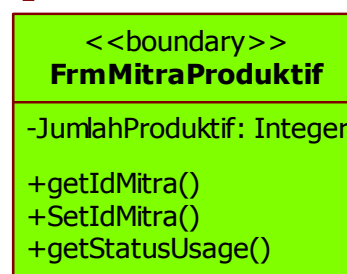 <<boundary>>
FrmMitraProduktif
-JumlahProduktif: Integer
+getIdMitra()
+SetIdMitra()
+getStatusUsage()